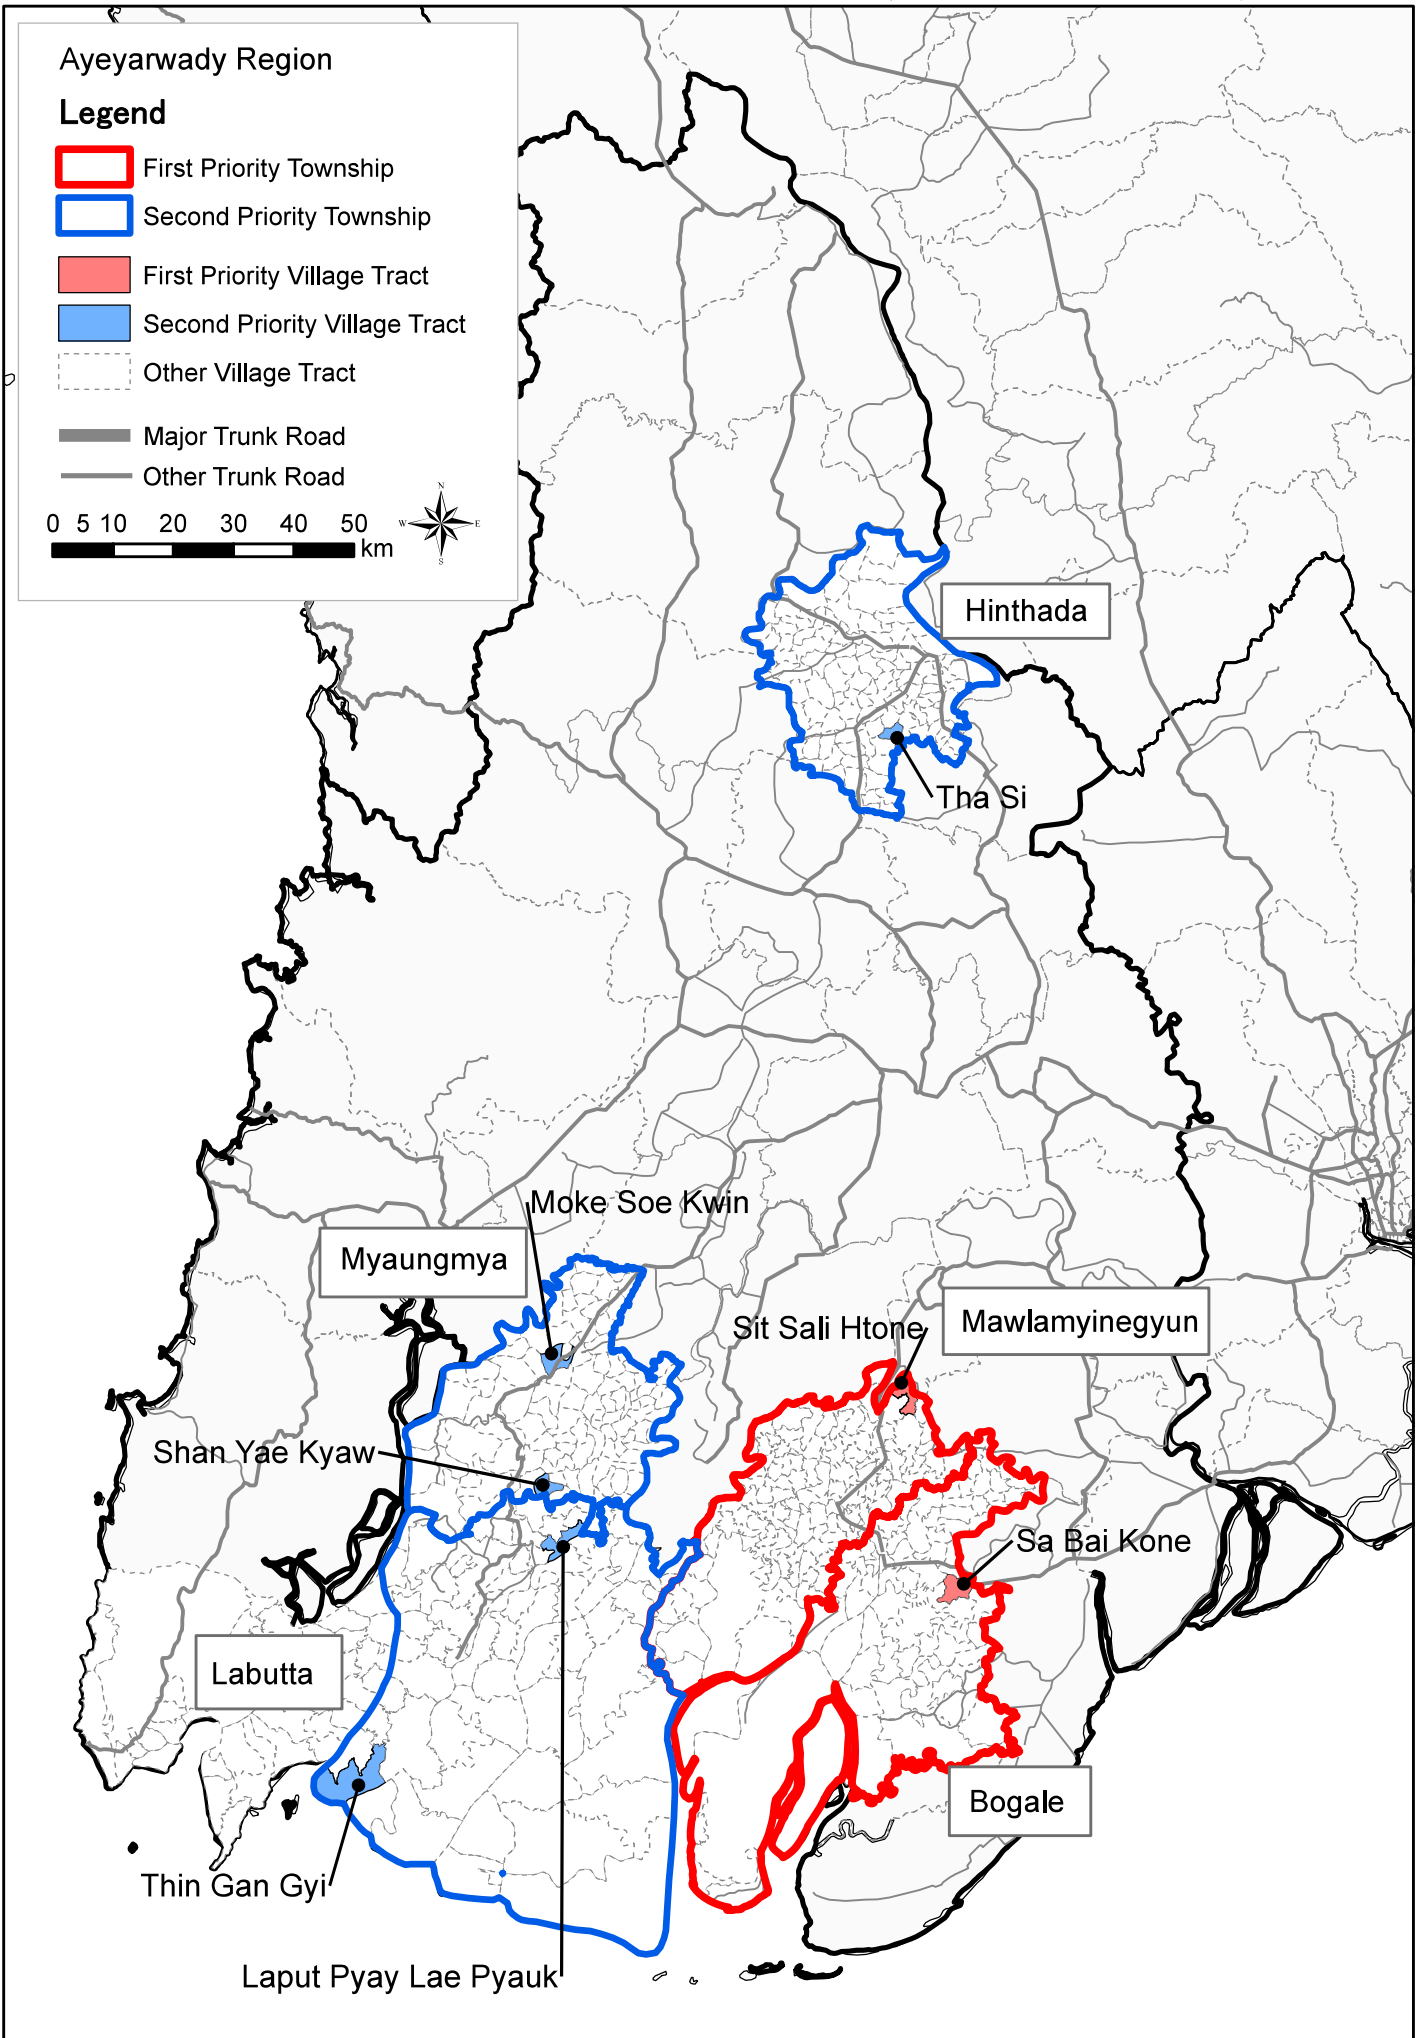 Ayeyarwady Region
Legend
First Priority Township
Second Priority Township
First Priority Village Tract
Second Priority Village Tract
Other Village Tract
Major Trunk Road
Other Trunk Road
0 5 10 20 30 40 50
km
N
W E
S
Hinthada
Tha Si
Moke Soe Kwin
Myaungmya
Sit Sali Htone
Mawlamyinegyun
Shan Yae Kyaw
Sa Bai Kone
Labutta
Bogale
Thin Gan Gyi
Laput Pyay Lae Pyauk